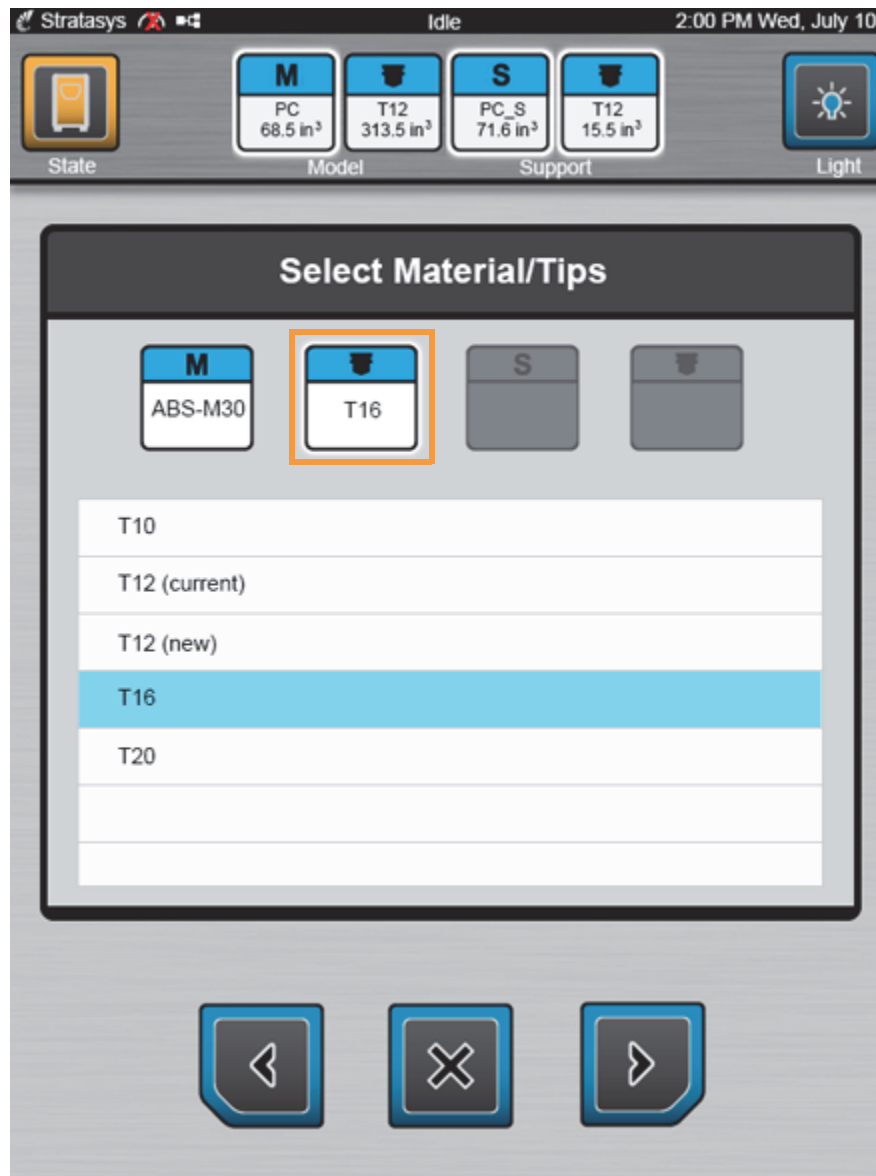 Stratasys Idle 2:00 PM Wed, July 10
M S
PC T12 PC_S T12
68.5 in³ 313.5 in³ 71.6 in³ 15.5 in³
State Model Support Light
Select Material/Tips
M S
ABS-M30 T16
T10
T12 (current)
T12 (new)
T16
T20